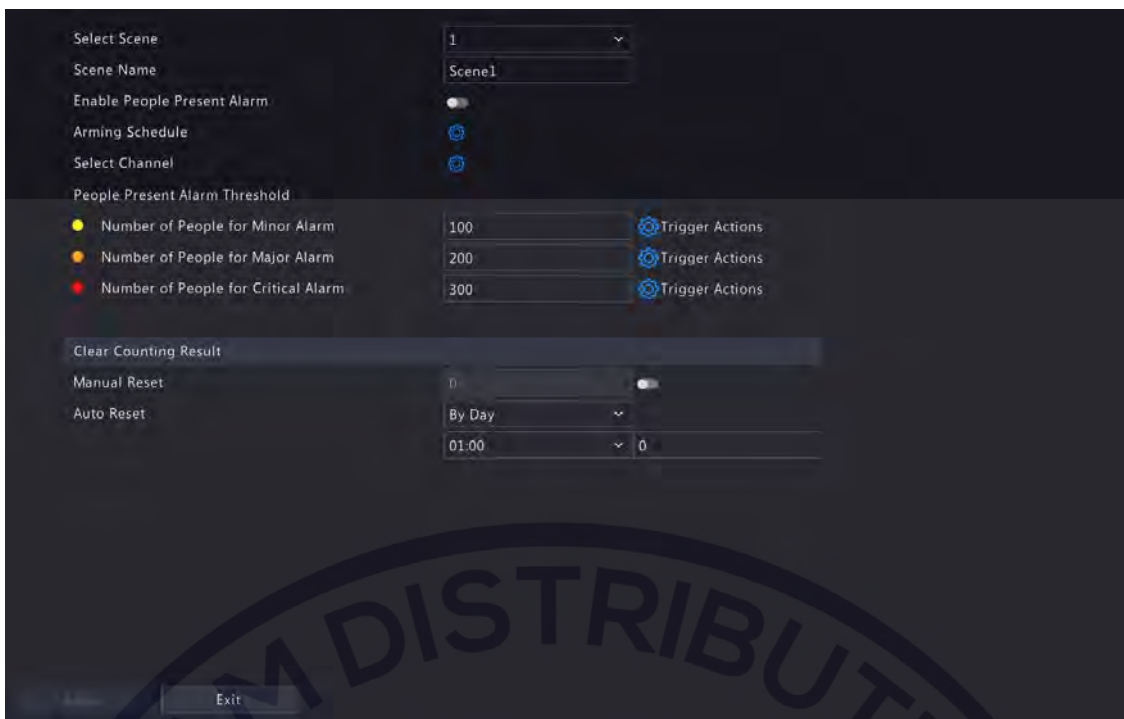 Select Scene 1
Scene Name Scene1
Enable People Present Alarm
Arming Schedule
Select Channel
People Present Alarm Threshold
Number of People for Minor Alarm 100 Trigger Actions
Number of People for Major Alarm 200 Trigger Actions
Number of People for Critical Alarm 300 Trigger Actions
Clear Counting Result
Manual Reset 0
Auto Reset By Day
01:00 0
DISTRIBUT
Exit